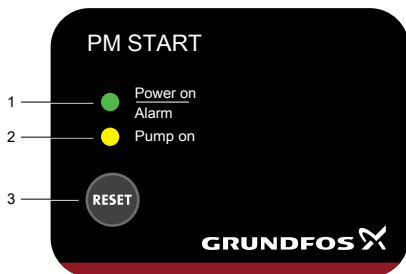 PM START
1
Power on
Alarm
2
Pump on
3
RESET
GRUNDFOS